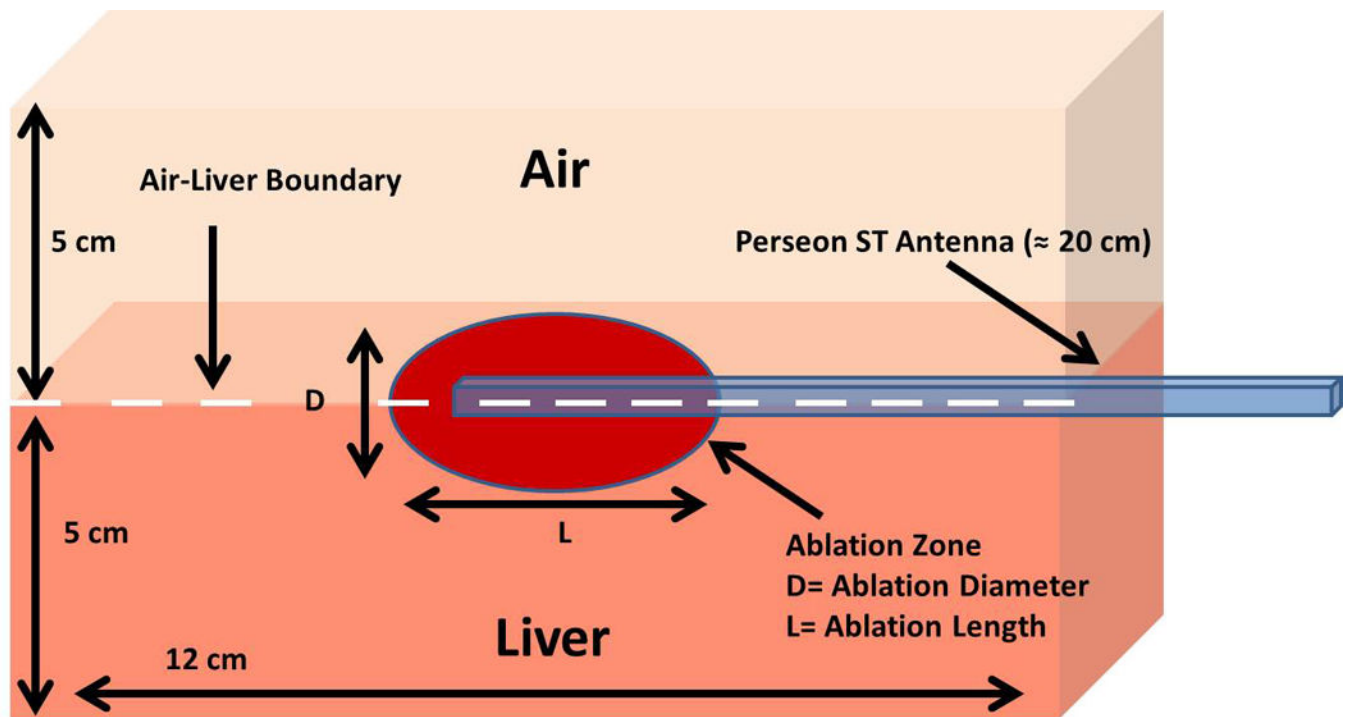 Air
Air-Liver Boundary
5 cm
Perseon ST Antenna (≈ 20 cm)
D
L
5 cm
Ablation Zone
D= Ablation Diameter
L= Ablation Length
Liver
12 cm